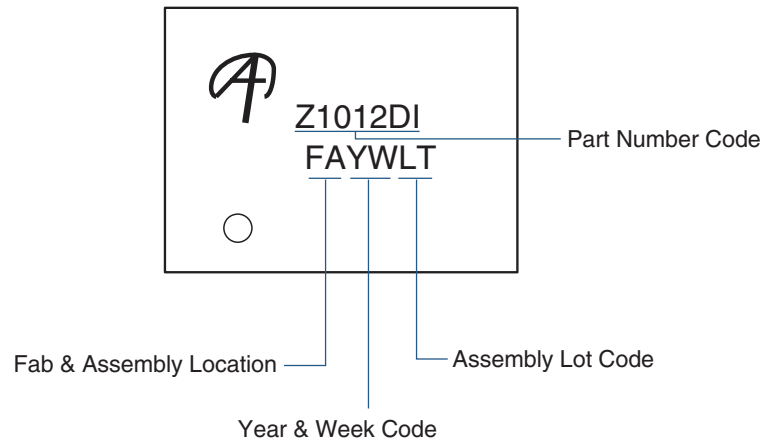 Z1012DI
Part Number Code
FAYWLT
Fab & Assembly Location
Assembly Lot Code
Year & Week Code